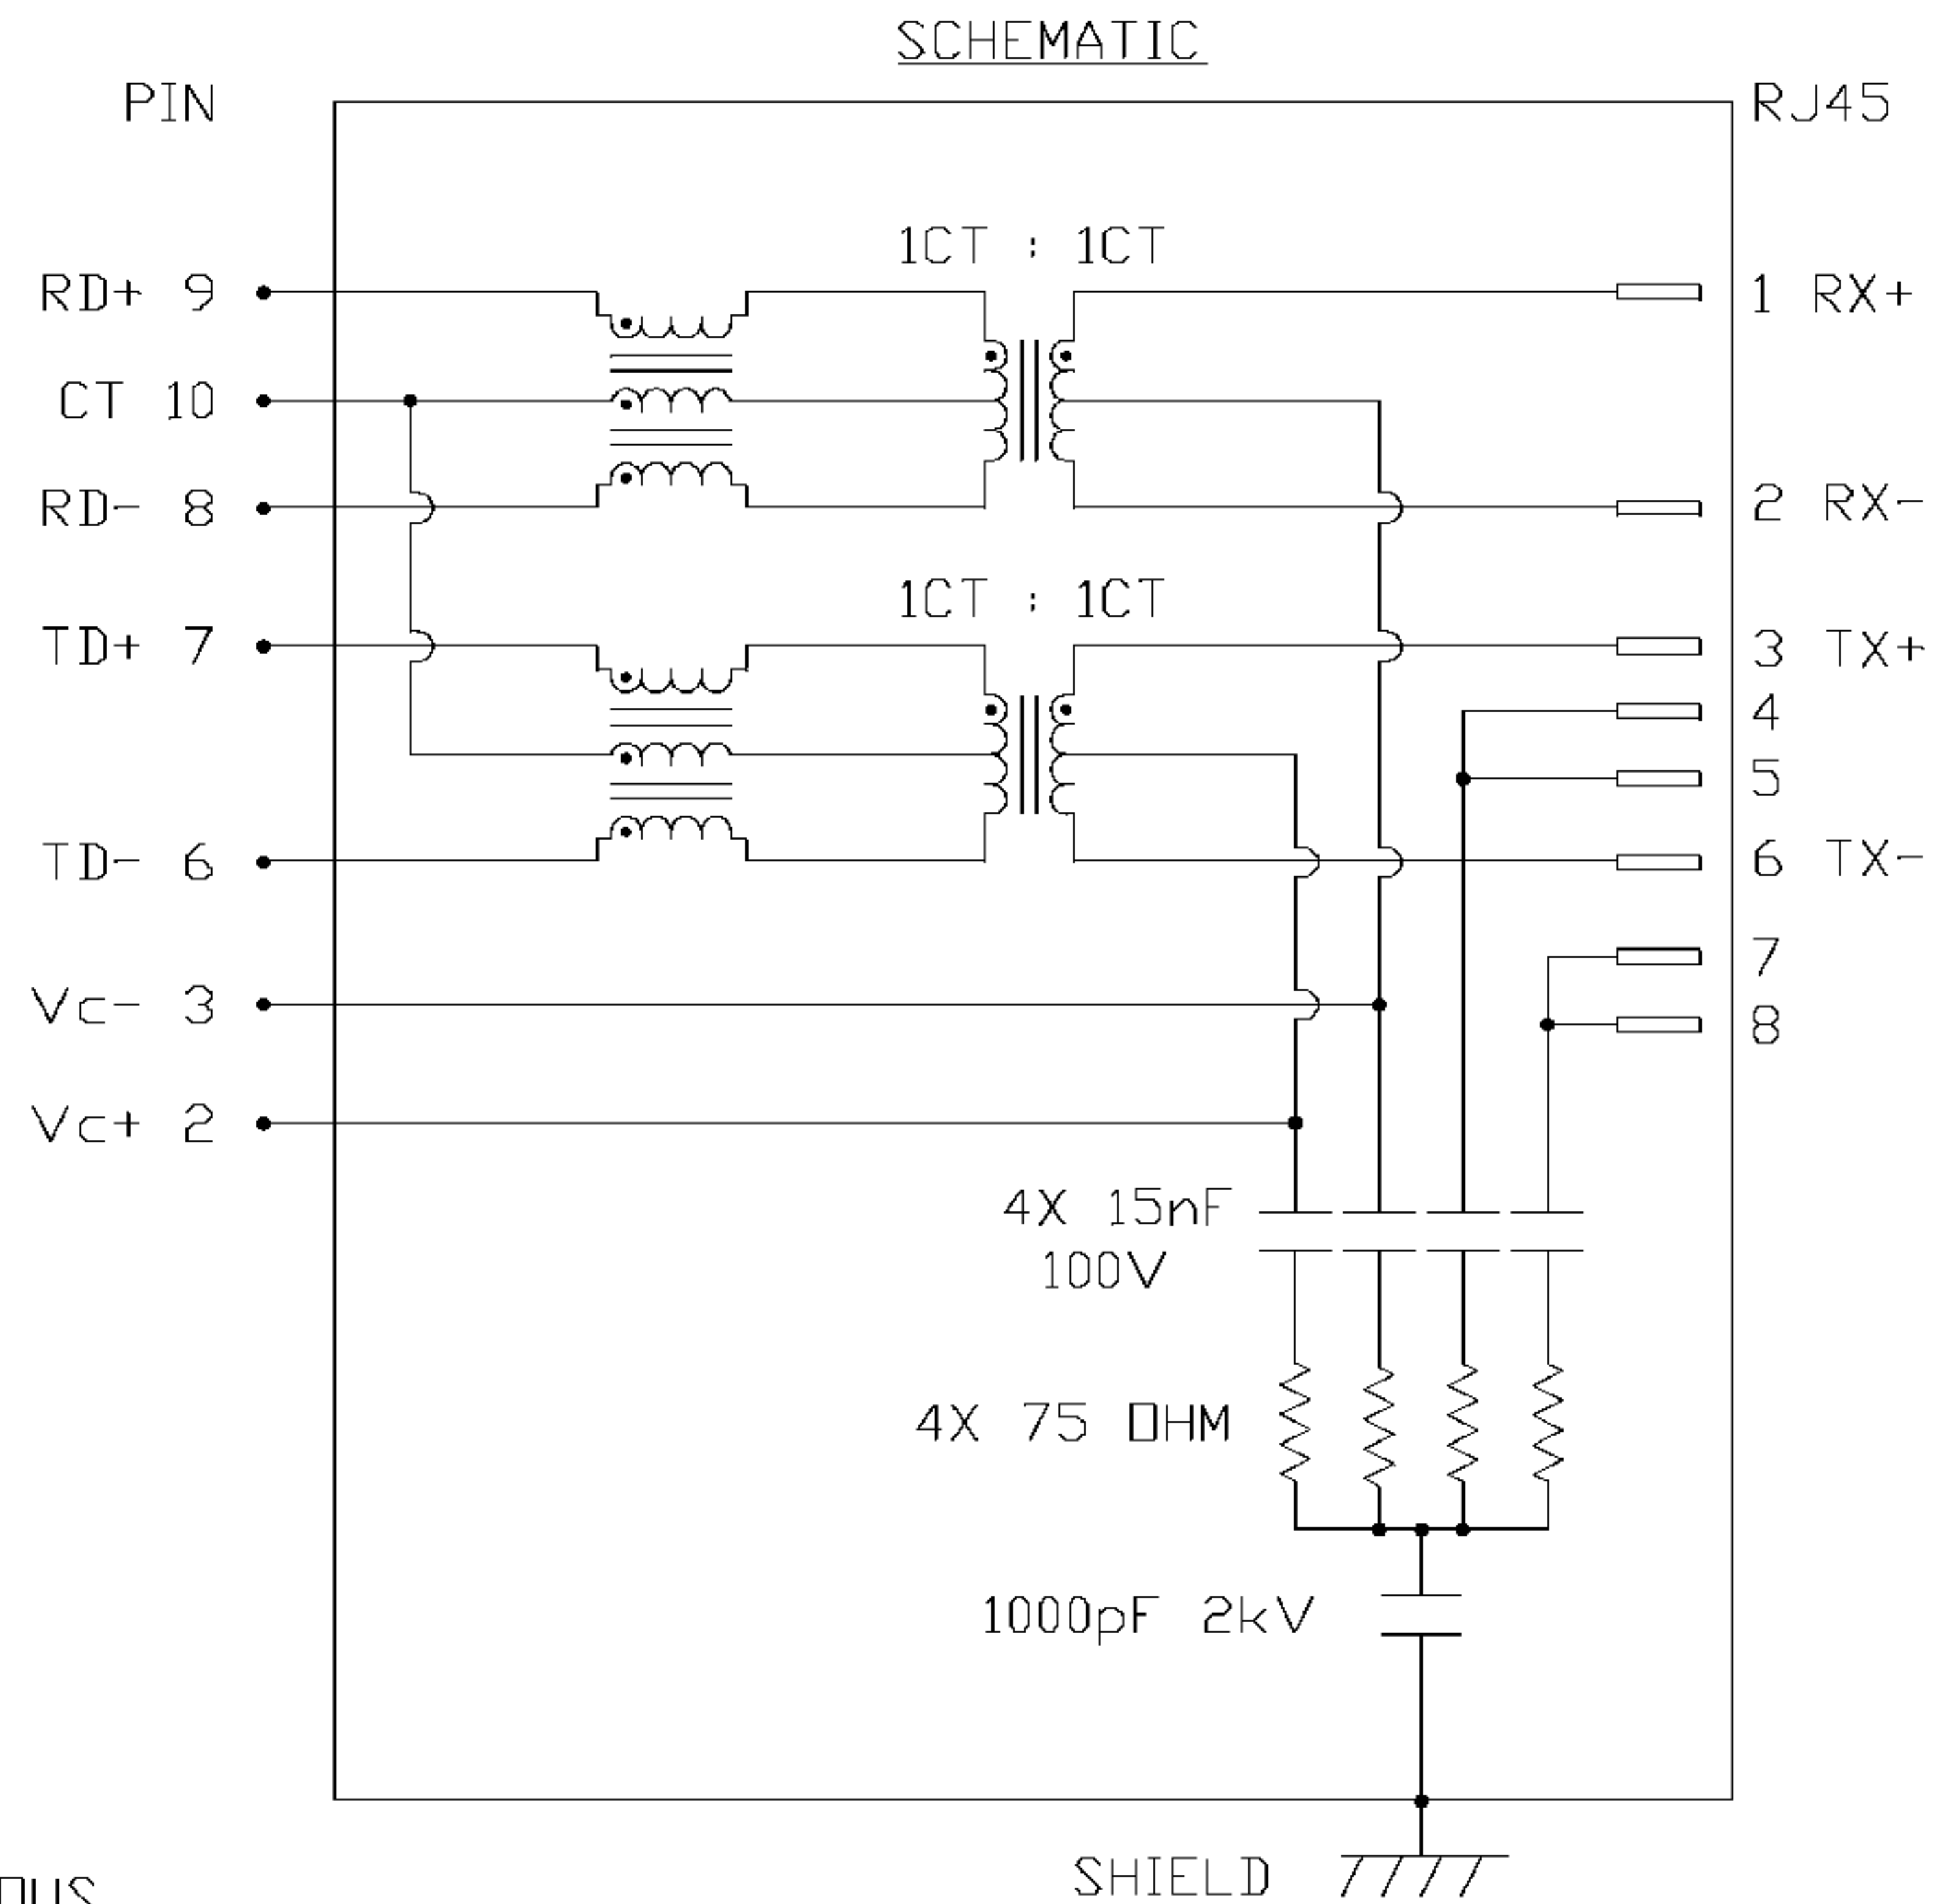 SCHEMATIC
PIN
RJ45
1CT : 1CT
RD+ 9
1 RX+
CT 10
RD- 8
2 RX-
1CT : 1CT
TD+ 7
3 TX+
4
5
TD- 6
6 TX-
7
Vc- 3
8
Vc+ 2
4X 15nF
100V
4X 75 OHM
1000pF 2kV
SHIELD